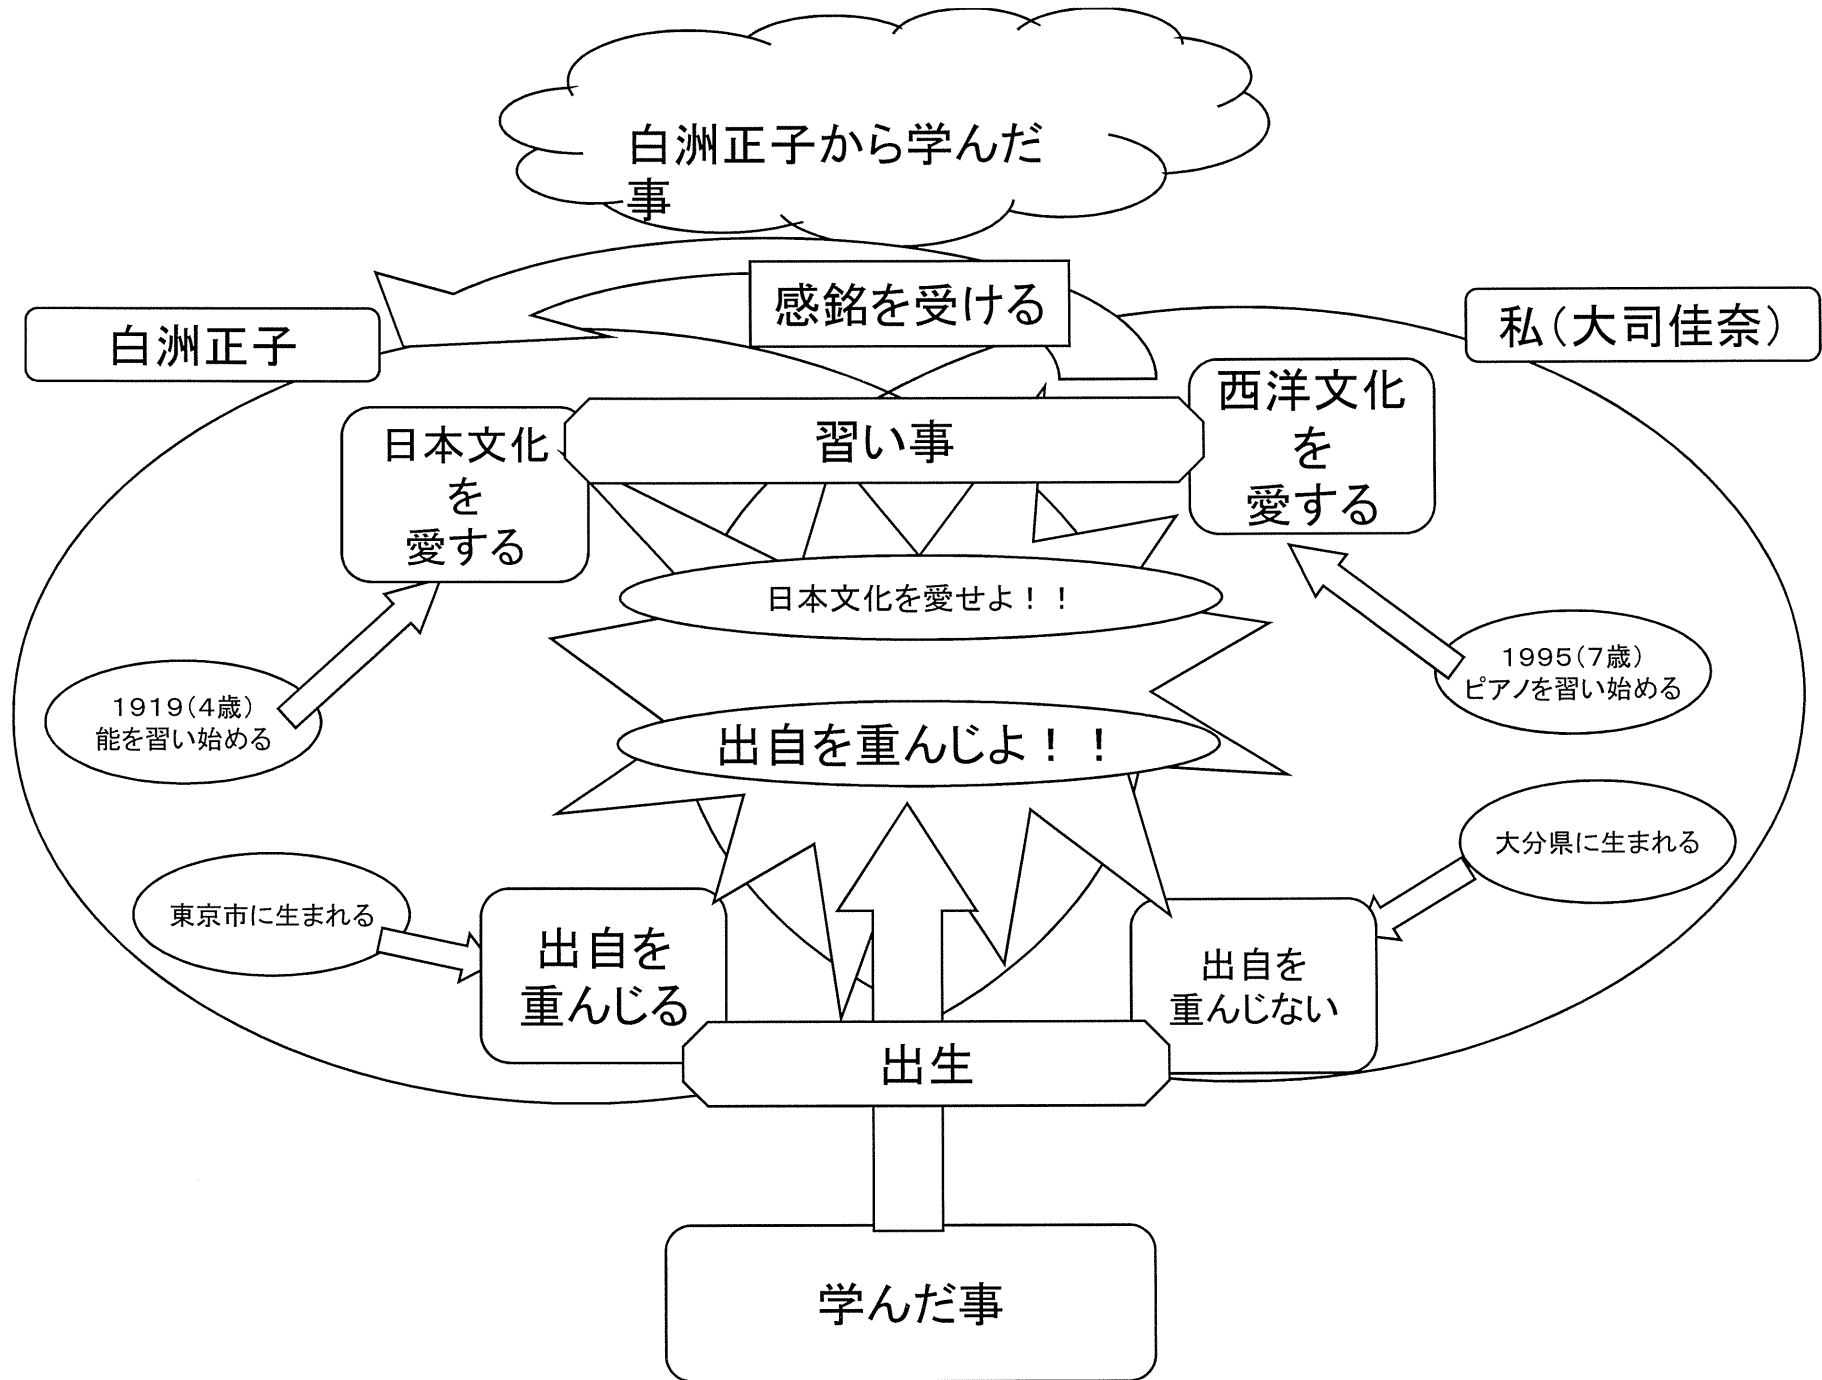 白洲正子から学んだ
事
感銘を受ける
白洲正子
私（大司佳奈）
習い事
日本文化
を
愛する
西洋文化
を
愛する
日本文化を愛せよ！！
１９１９（４歳）
能を習い始める
１９９５（７歳）
ピアノを習い始める
出自を重んじよ！！
東京市に生まれる
大分県に生まれる
出自を
重んじる
出自を
重んじない
出生
学んだ事